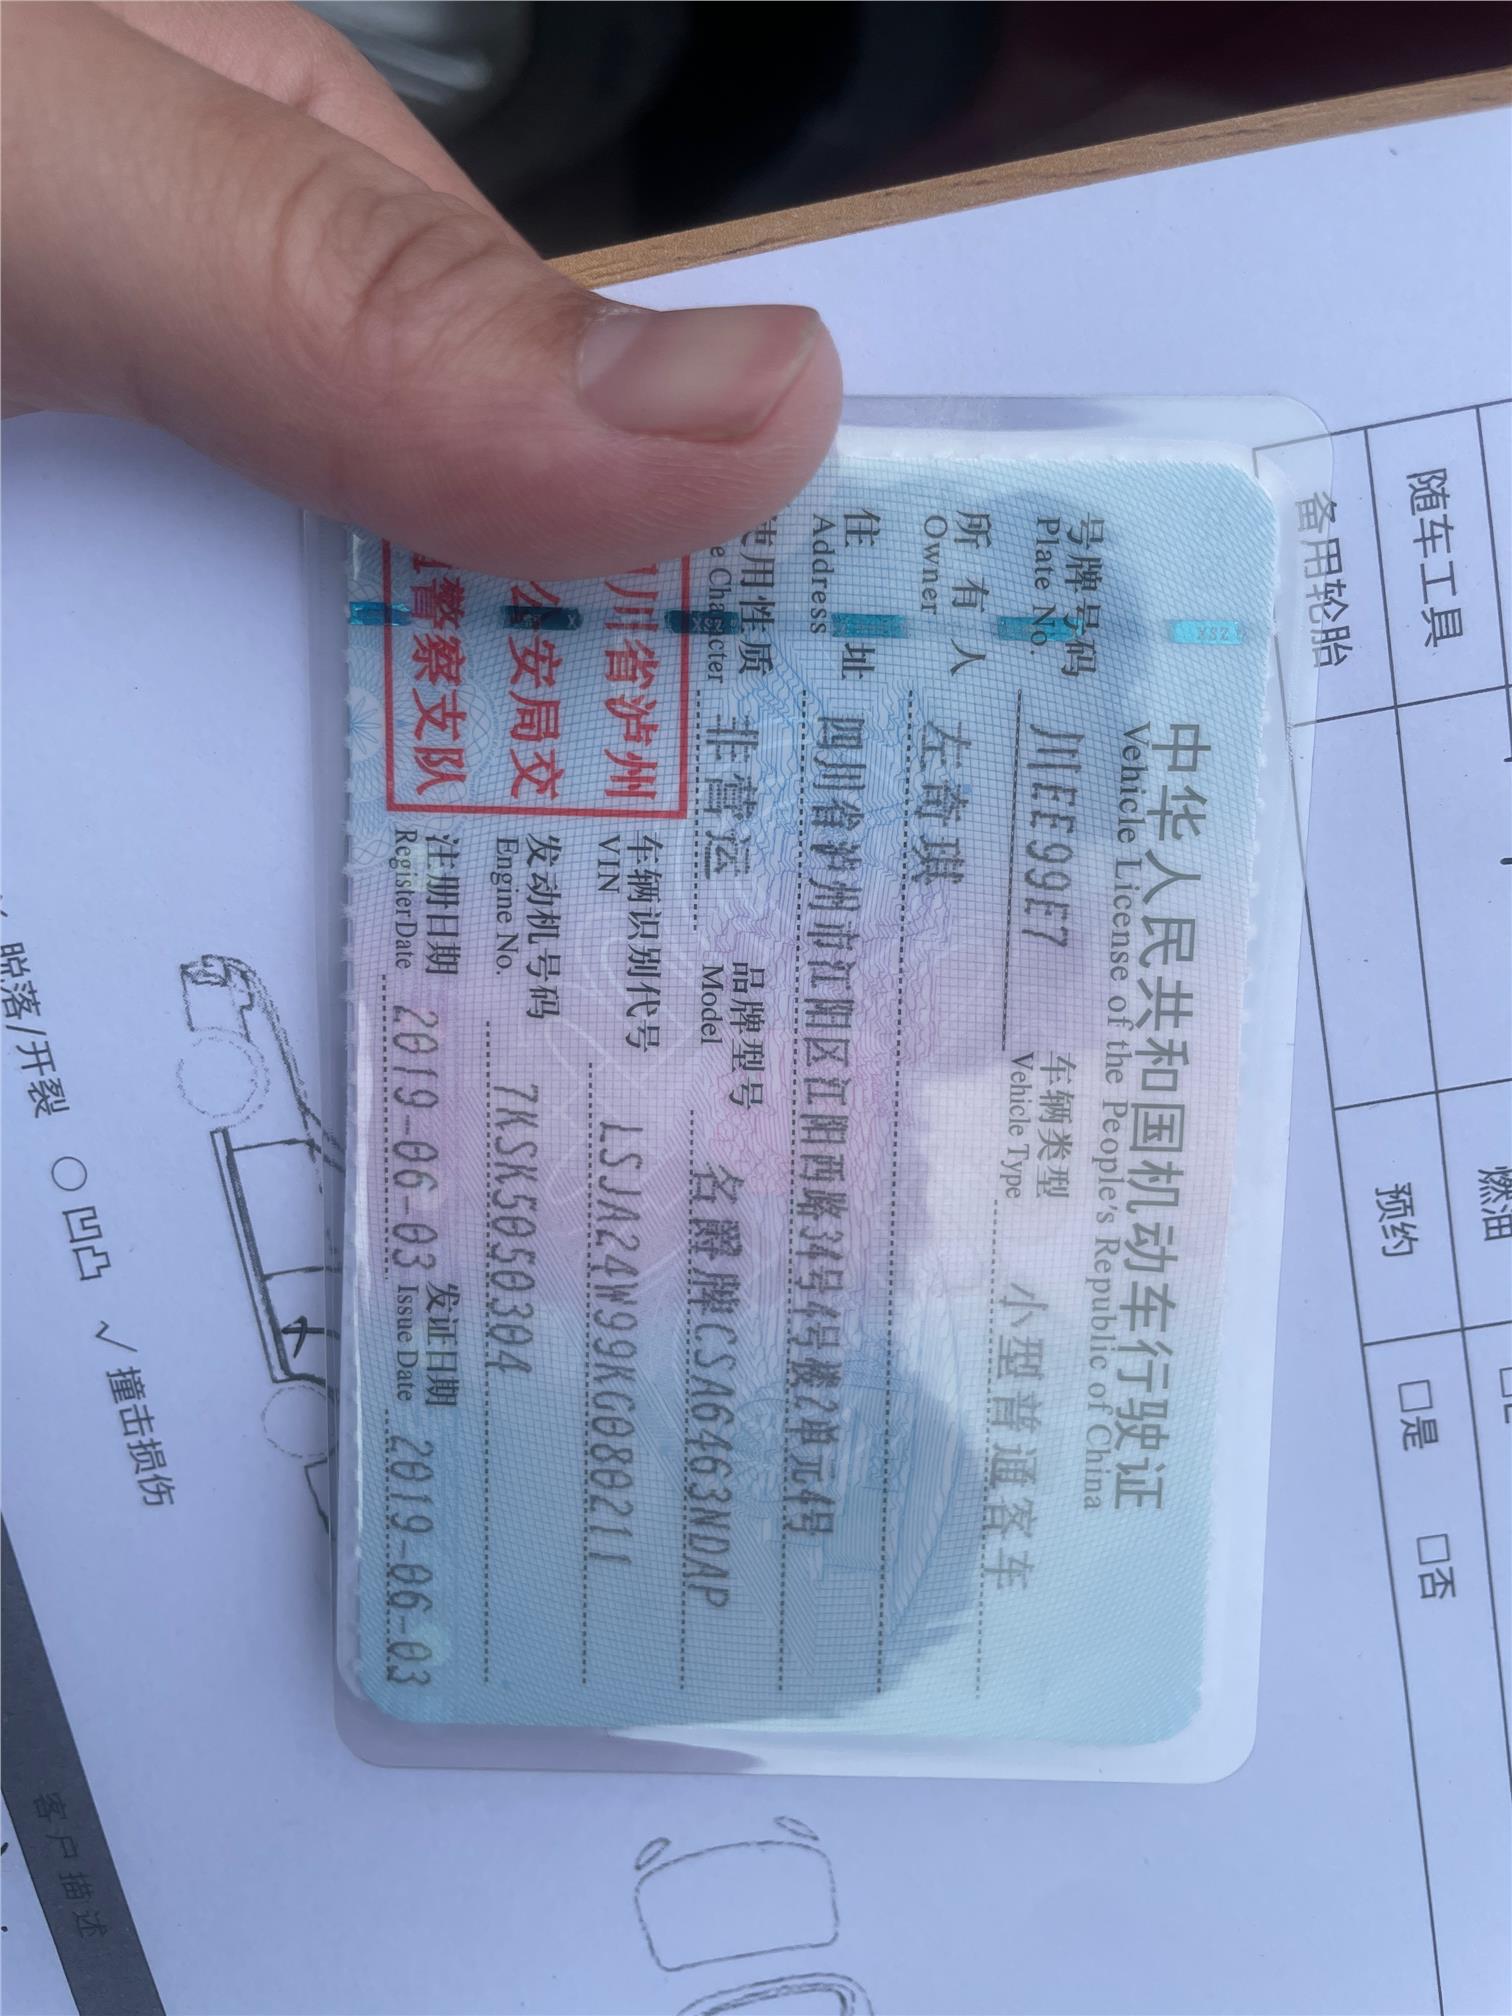 中华人民共和国机动车行驶证
Vehicle License of the People's Republic of China
号牌号码 川EE99E7 车辆类型 小型普通客车
Plate No. Vehicle Type
所有人 左奇琪
Owner
住址 四川省泸州市江阳区江阳西路34号4号楼2单元4号
Address
使用性质 非营运 品牌型号 名爵牌CSA6463NDAP
Character Model
川省泸州
公安局交
警察支队
车辆识别代号 LSJA24W99KG080211
VIN
发动机号码 7KSK5050304
Engine No.
注册日期 2019-06-03 发证日期 2019-06-03
Register Date Issue Date
随车工具
备用轮胎
燃油
预约 □是 □否
脱落/开裂 ○ 凹凸 √ 撞击损伤
客户描述